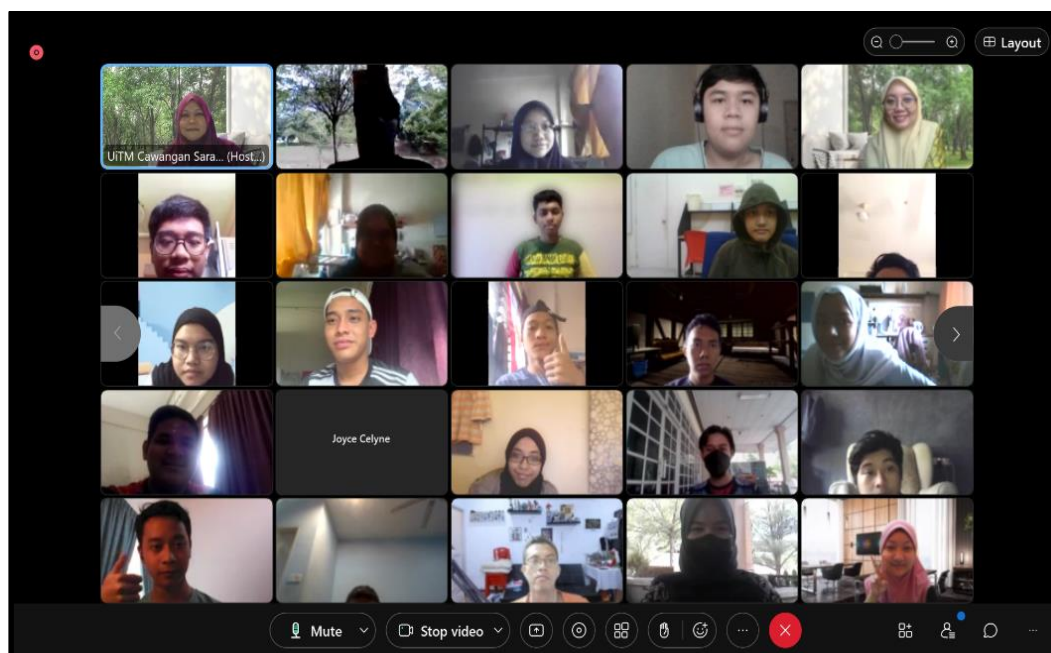 Layout
UiTM Cawangan Sara... (Host...)
Joyce Celyne
Mute
Stop video